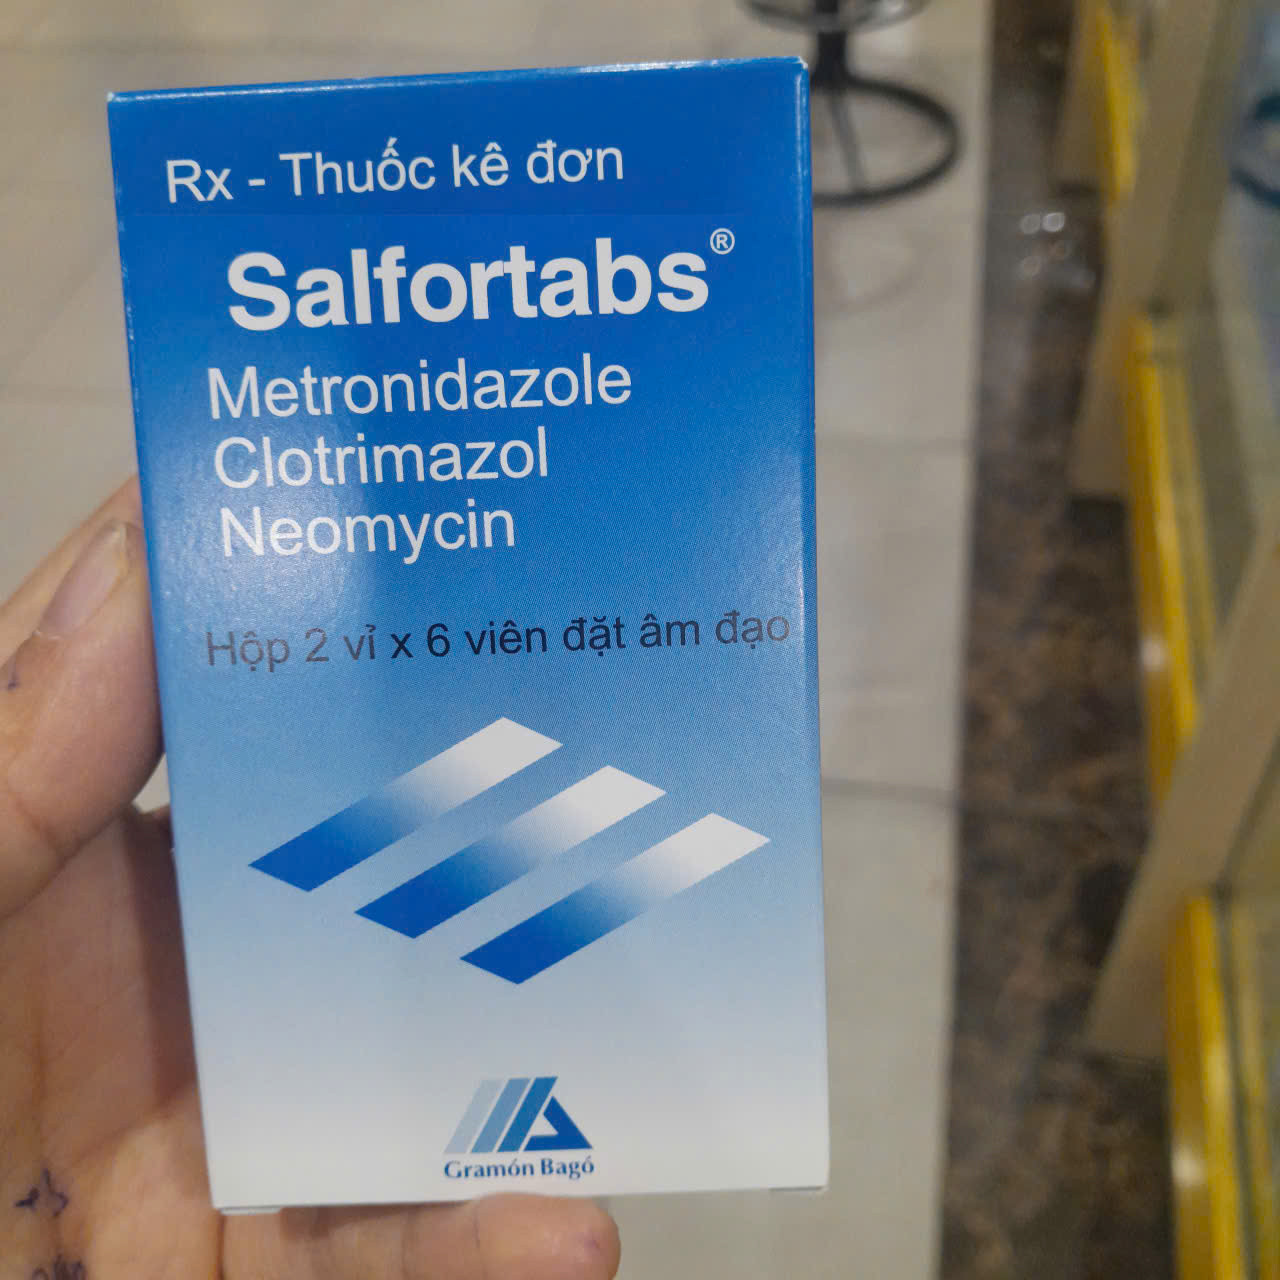 Rx - Thuốc kê đơn
Salfortabs®
Metronidazole
Clotrimazol
Neomycin
Hộp 2 vỉ x 6 viên đặt âm đạo
Gramón Bagó